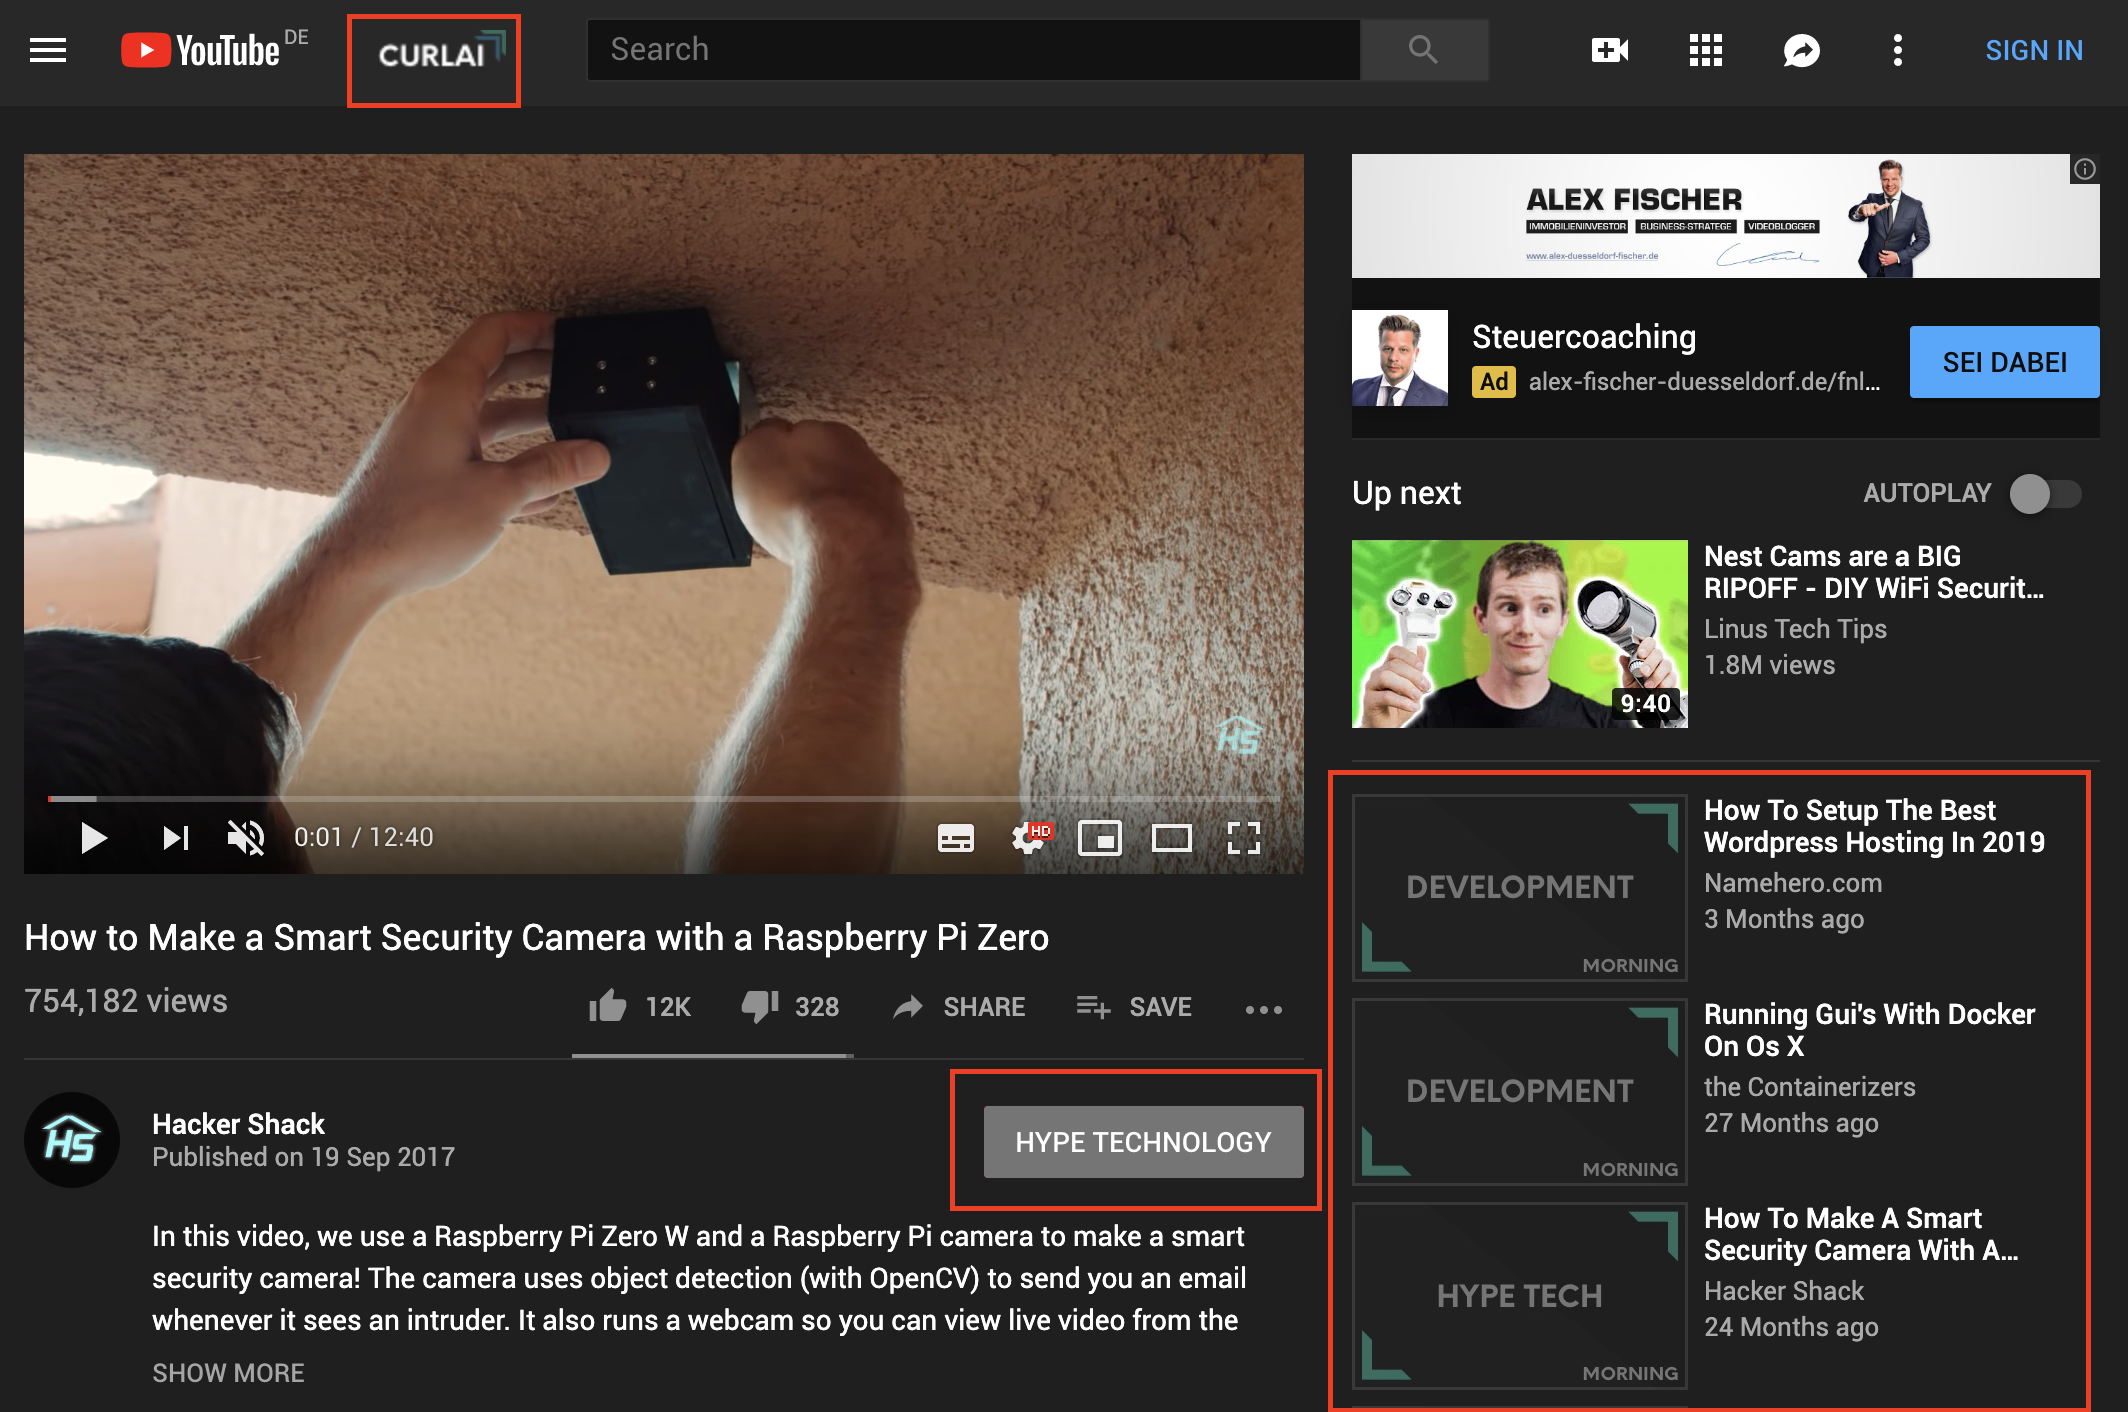 YouTube DE
CURLAI
Search
SIGN IN
ALEX FISCHER
IMMOBILIENINVESTOR BUSINESS-STRATEGE VIDEOBLOGGER
www.alex-duesseldorf-fischer.de
Steuercoaching
Ad alex-fischer-duesseldorf.de/fnl...
SEI DABEI
Up next
AUTOPLAY
Nest Cams are a BIG
RIPOFF - DIY WiFi Securit...
Linus Tech Tips
1.8M views
9:40
HS
0:01 / 12:40
HD
How to Make a Smart Security Camera with a Raspberry Pi Zero
754,182 views
12K
328
SHARE
SAVE
HS
Hacker Shack
Published on 19 Sep 2017
HYPE TECHNOLOGY
In this video, we use a Raspberry Pi Zero W and a Raspberry Pi camera to make a smart
security camera! The camera uses object detection (with OpenCV) to send you an email
whenever it sees an intruder. It also runs a webcam so you can view live video from the
SHOW MORE
DEVELOPMENT
MORNING
How To Setup The Best
Wordpress Hosting In 2019
Namehero.com
3 Months ago
DEVELOPMENT
MORNING
Running Gui's With Docker
On Os X
the Containerizers
27 Months ago
HYPE TECH
MORNING
How To Make A Smart
Security Camera With A...
Hacker Shack
24 Months ago